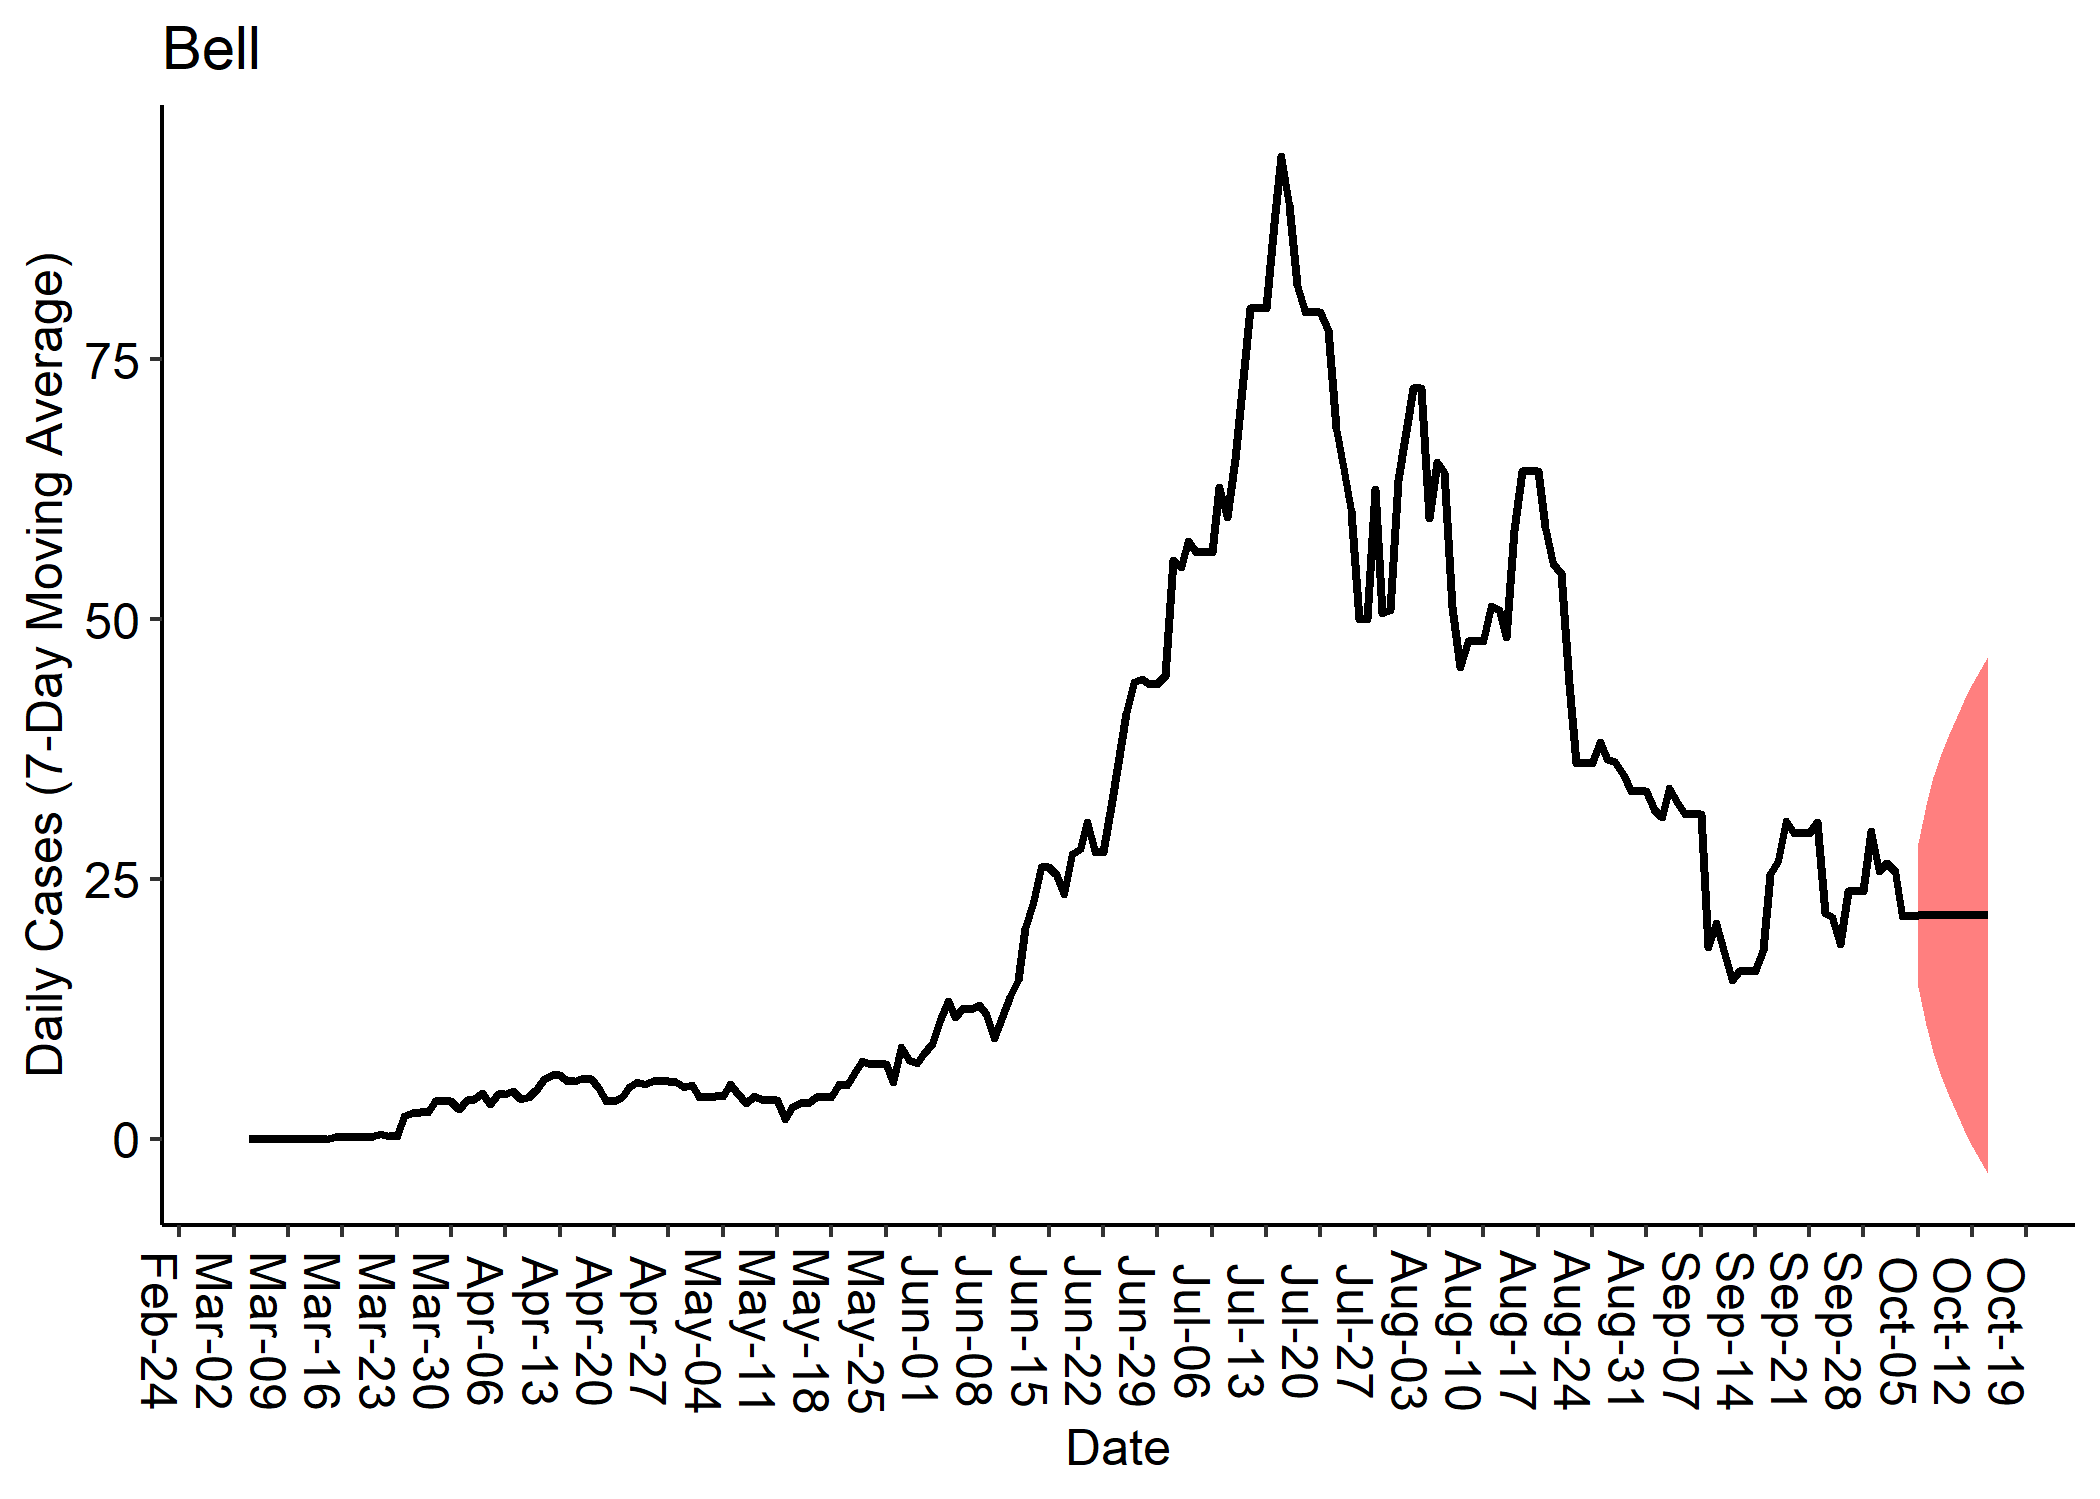 Bell
Daily Cases (7-Day Moving Average)
75
50
25
0
Feb-24
Mar-02
Mar-09
Mar-16
Mar-23
Mar-30
Apr-06
Apr-13
Apr-20
Apr-27
May-04
May-11
May-18
May-25
Jun-01
Jun-08
Jun-15
Jun-22
Jun-29
Jul-06
Jul-13
Jul-20
Jul-27
Aug-03
Aug-10
Aug-17
Aug-24
Aug-31
Sep-07
Sep-14
Sep-21
Sep-28
Oct-05
Oct-12
Oct-19
Date